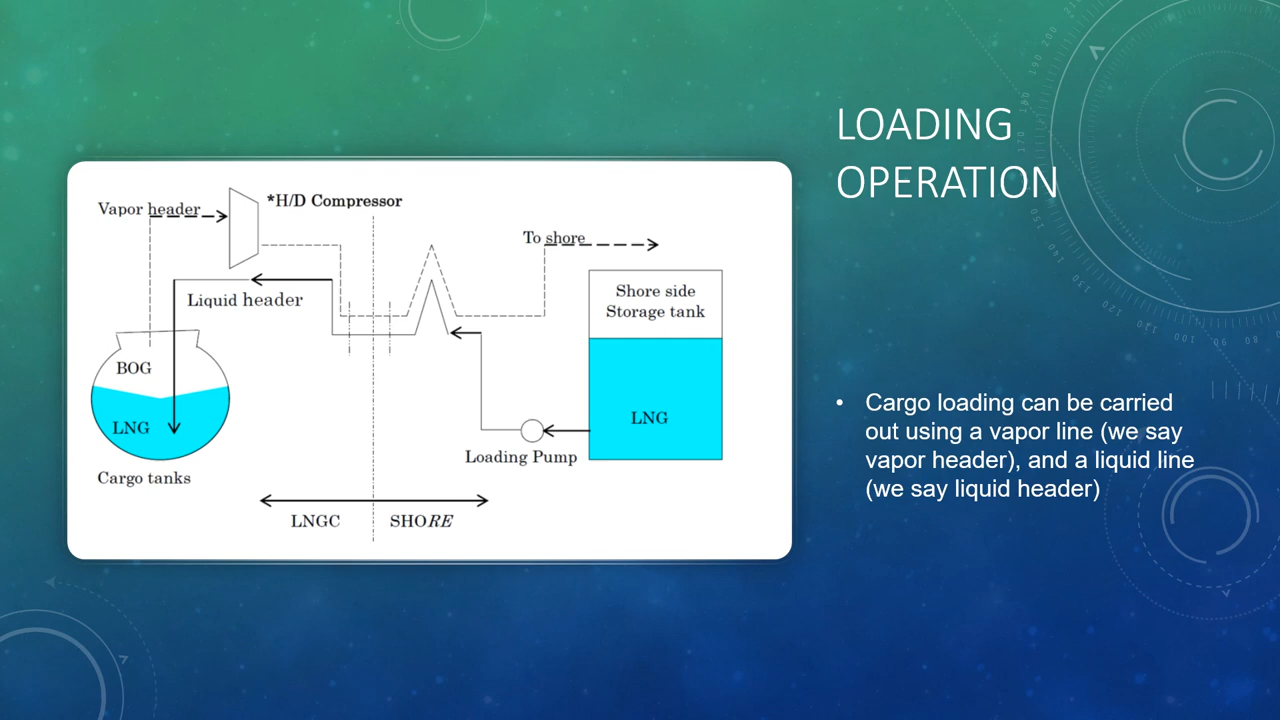 LOADING
OPERATION
Vapor header
*H/D Compressor
To shore
Liquid header
Shore side
Storage tank
BOG
LNG
LNG
Loading Pump
Cargo tanks
LNGC
SHORE
• Cargo loading can be carried
out using a vapor line (we say
vapor header), and a liquid line
(we say liquid header)